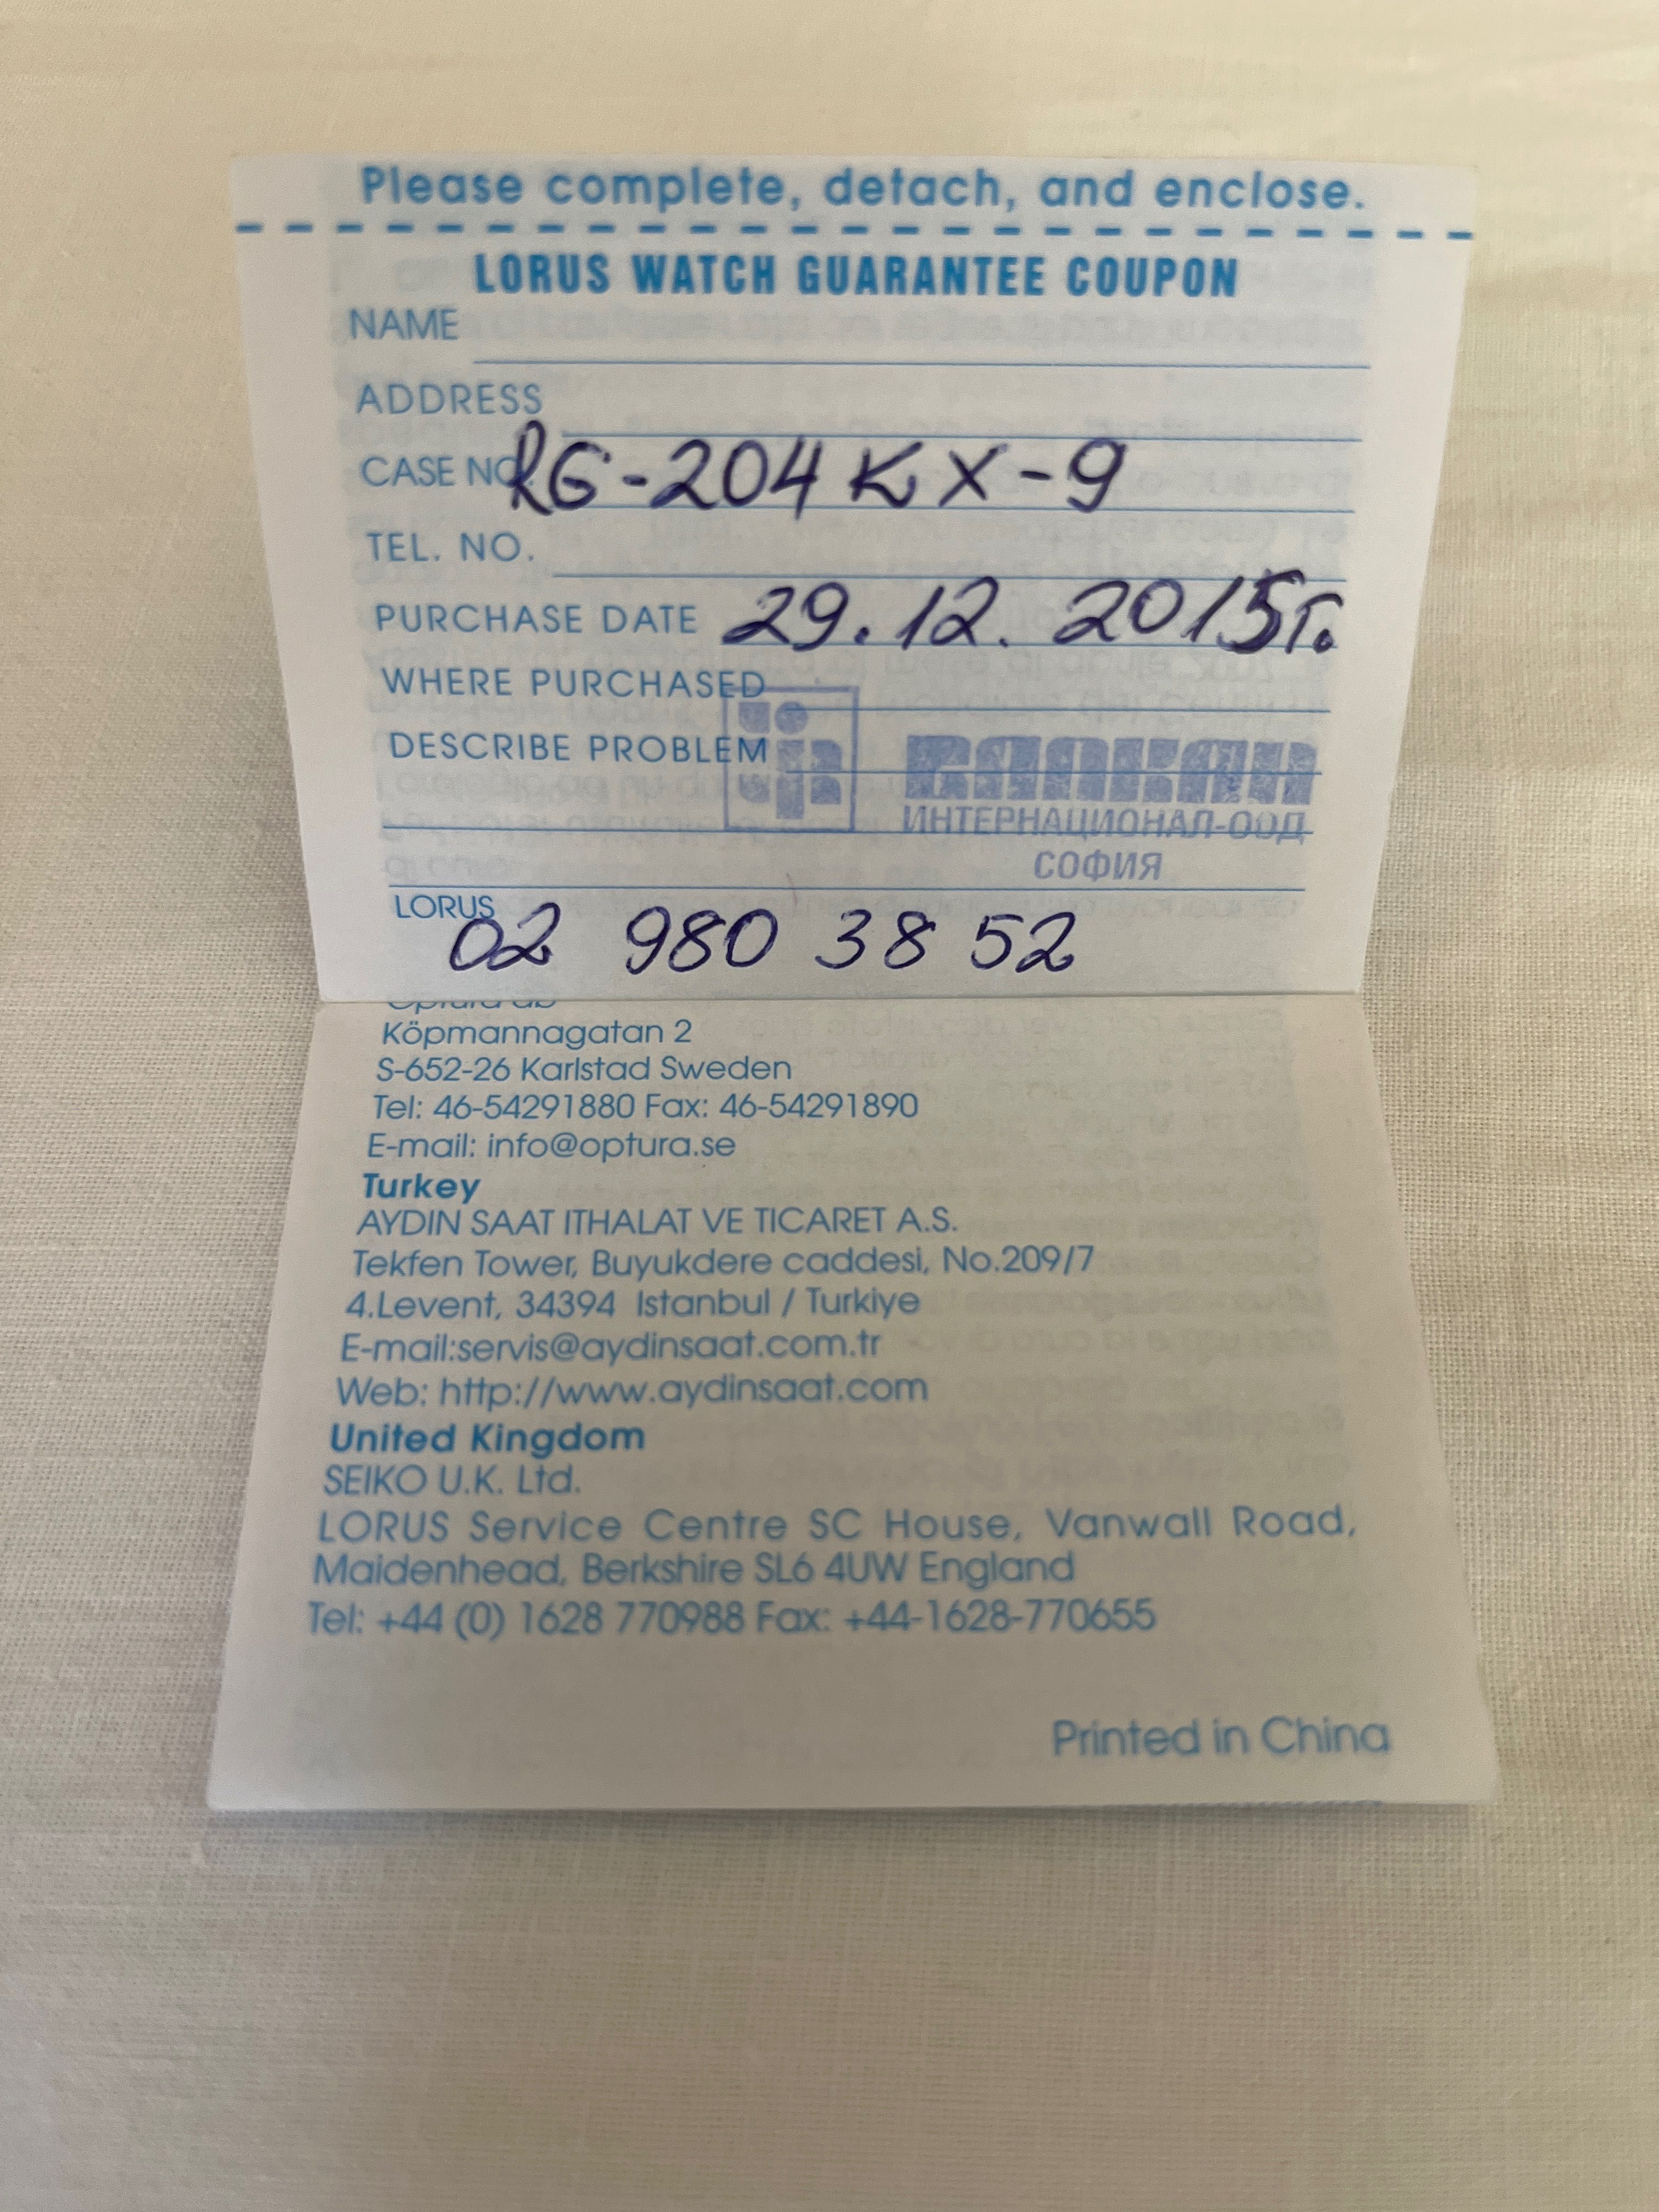 Please complete, detach, and enclose.
LORUS WATCH GUARANTEE COUPON
NAME
ADDRESS
CASE NO. RG-204KX-9
TEL. NO.
PURCHASE DATE 29.12.2015г.
WHERE PURCHASED
DESCRIBE PROBLEM
ИНТЕРНАЦИОНАЛ-ООД
СОФИЯ
LORUS
02 980 38 52
Optura ab
Köpmannagatan 2
S-652-26 Karlstad Sweden
Tel: 46-54291880 Fax: 46-54291890
E-mail: info@optura.se
Turkey
AYDIN SAAT ITHALAT VE TICARET A.S.
Tekfen Tower, Buyukdere caddesi, No.209/7
4.Levent, 34394 Istanbul / Turkiye
E-mail:servis@aydinsaat.com.tr
Web: http://www.aydinsaat.com
United Kingdom
SEIKO U.K. Ltd.
LORUS Service Centre SC House, Vanwall Road,
Maidenhead, Berkshire SL6 4UW England
Tel: +44 (0) 1628 770988 Fax: +44-1628-770655
Printed in China